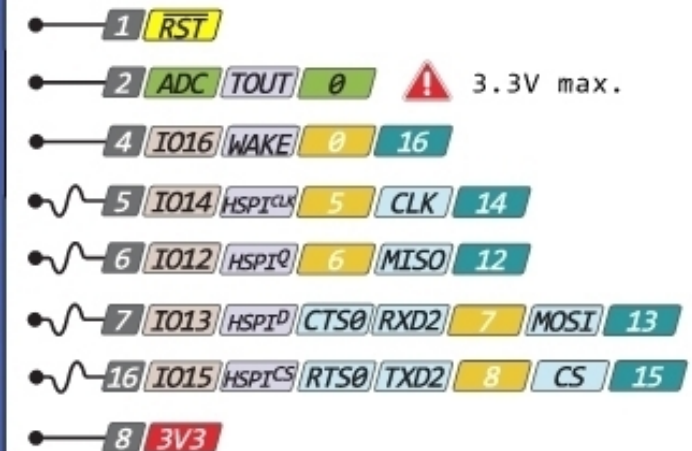 1 RST
2 ADC TOUT 0 ! 3.3V max.
4 IO16 WAKE 0 16
5 IO14 HSPICLK 5 CLK 14
6 IO12 HSPIQ 6 MISO 12
7 IO13 HSPID CTS0 RXD2 7 MOSI 13
16 IO15 HSPICS RTS0 TXD2 8 CS 15
8 3V3